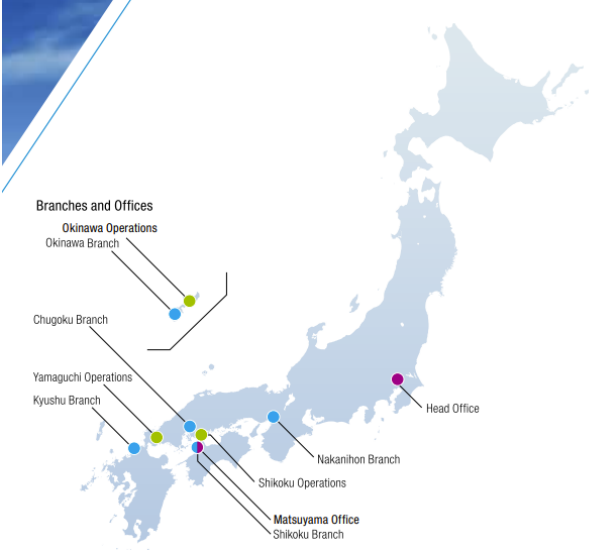 Branches and Offices
Okinawa Operations
Okinawa Branch
Chugoku Branch
Yamaguchi Operations
Kyushu Branch
Head Office
Nakanihon Branch
Shikoku Operations
Matsuyama Office
Shikoku Branch